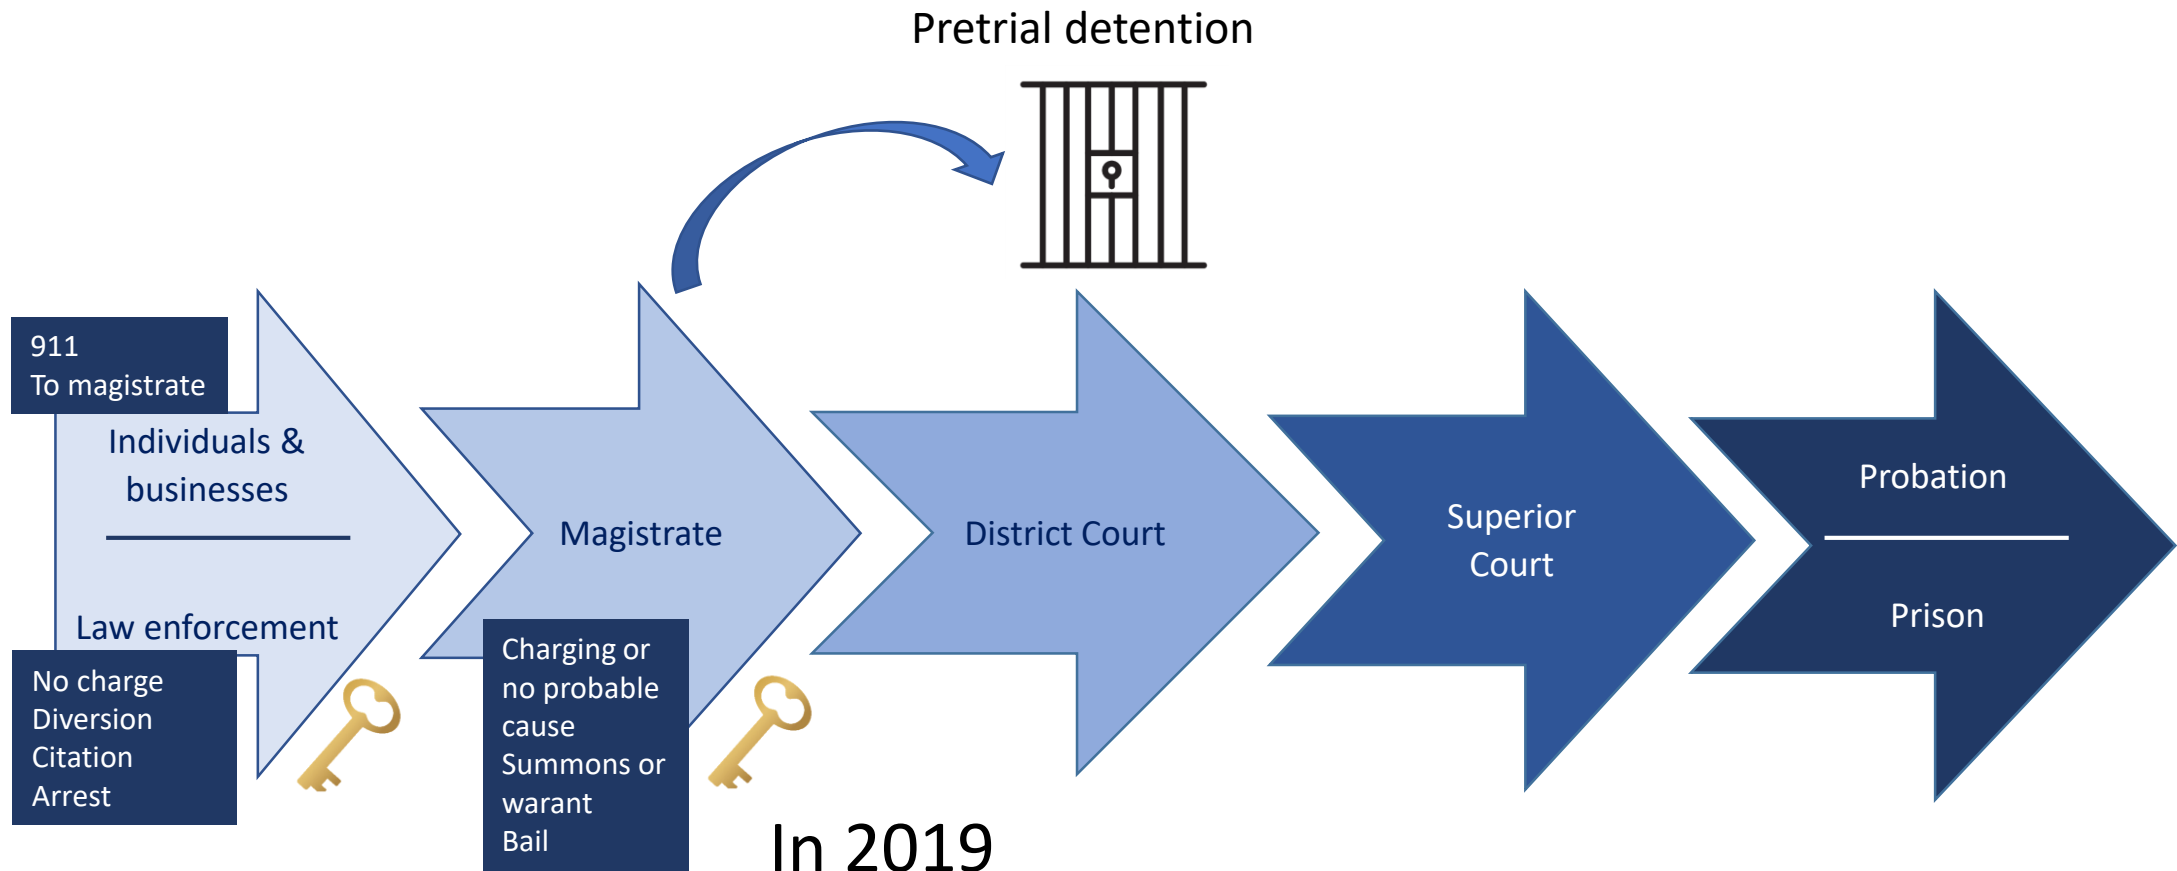 Pretrial detention
911
To magistrate
Individuals &
businesses
Law enforcement
No charge
Diversion
Citation
Arrest
Magistrate
Charging or
no probable
cause
Summons or
warant
Bail
District Court
Superior
Court
Probation
Prison
In 2019